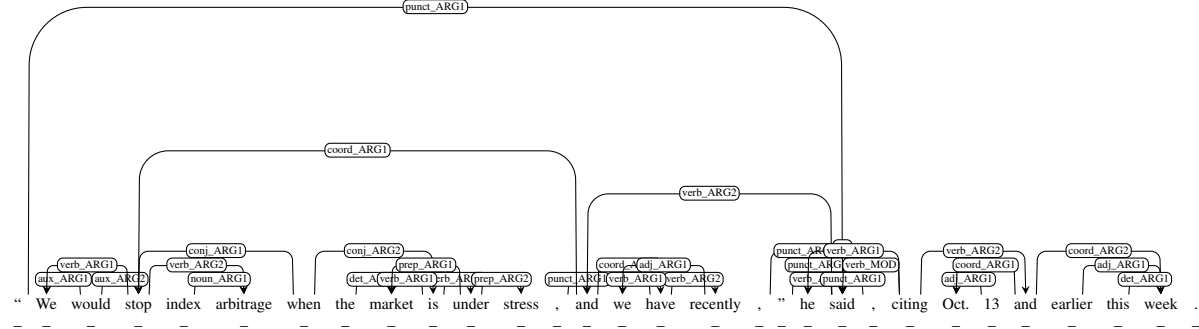 punct_ARG1
coord_ARG1
verb_ARG2
conj_ARG1 conj_ARG2 verb_ARG1 verb_ARG2 coord_ARG2
verb_ARG1 verb_ARG2 prep_ARG1 adj_ARG1 verb_MOD coord_ARG1 adj_ARG1
aux_ARG1 aux_ARG2 noun_ARG1 verb_ARG1 prep_ARG2 verb_ARG1 verb_ARG2 punct_ARG1 adj_ARG1 det_ARG1
“ We would stop index arbitrage when the market is under stress , and we have recently , ” he said , citing Oct. 13 and earlier this week .